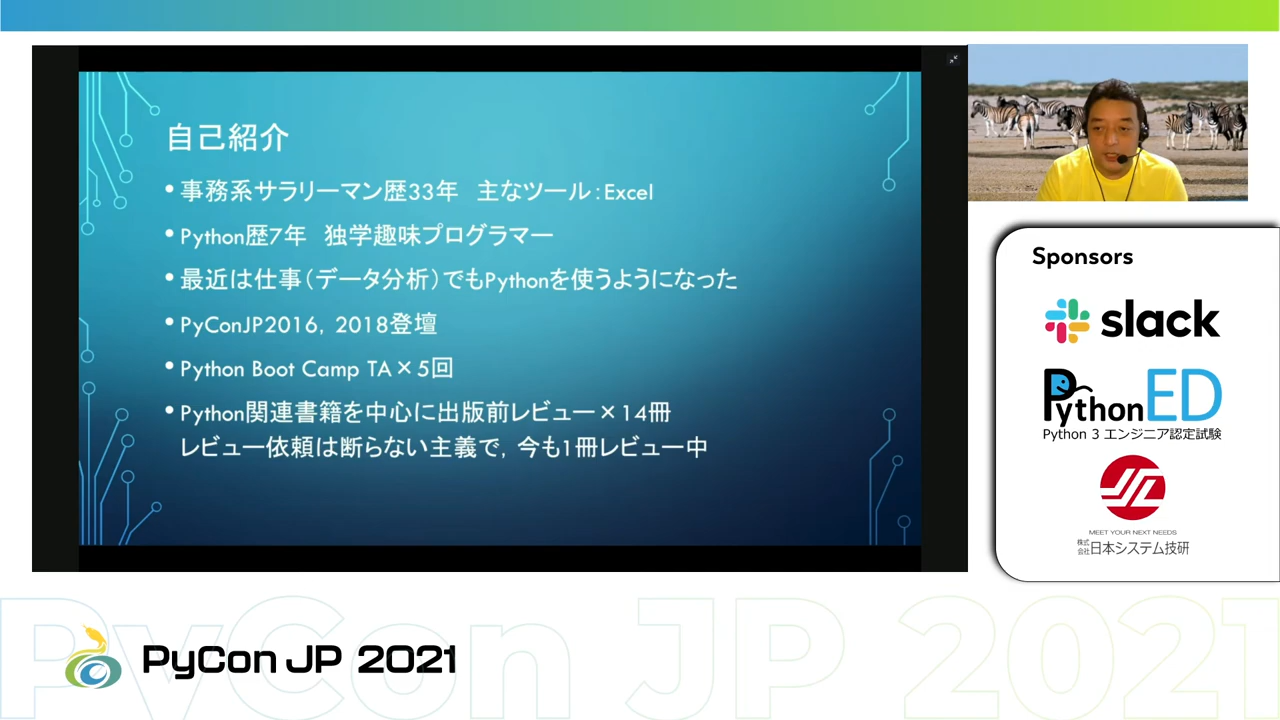 自己紹介
• 事務系サラリーマン歴33年　主なツール：Excel
• Python歴7年　独学趣味プログラマー
• 最近は仕事（データ分析）でもPythonを使うようになった
• PyConJP2016，2018登壇
• Python Boot Camp TA×5回
• Python関連書籍を中心に出版前レビュー×14冊
レビュー依頼は断らない主義で，今も1冊レビュー中
Sponsors
slack
PythonED
Python 3 エンジニア認定試験
MEET YOUR NEXT NEEDS
株式会社日本システム技研
PyCon JP 2021
PyCon JP 2021